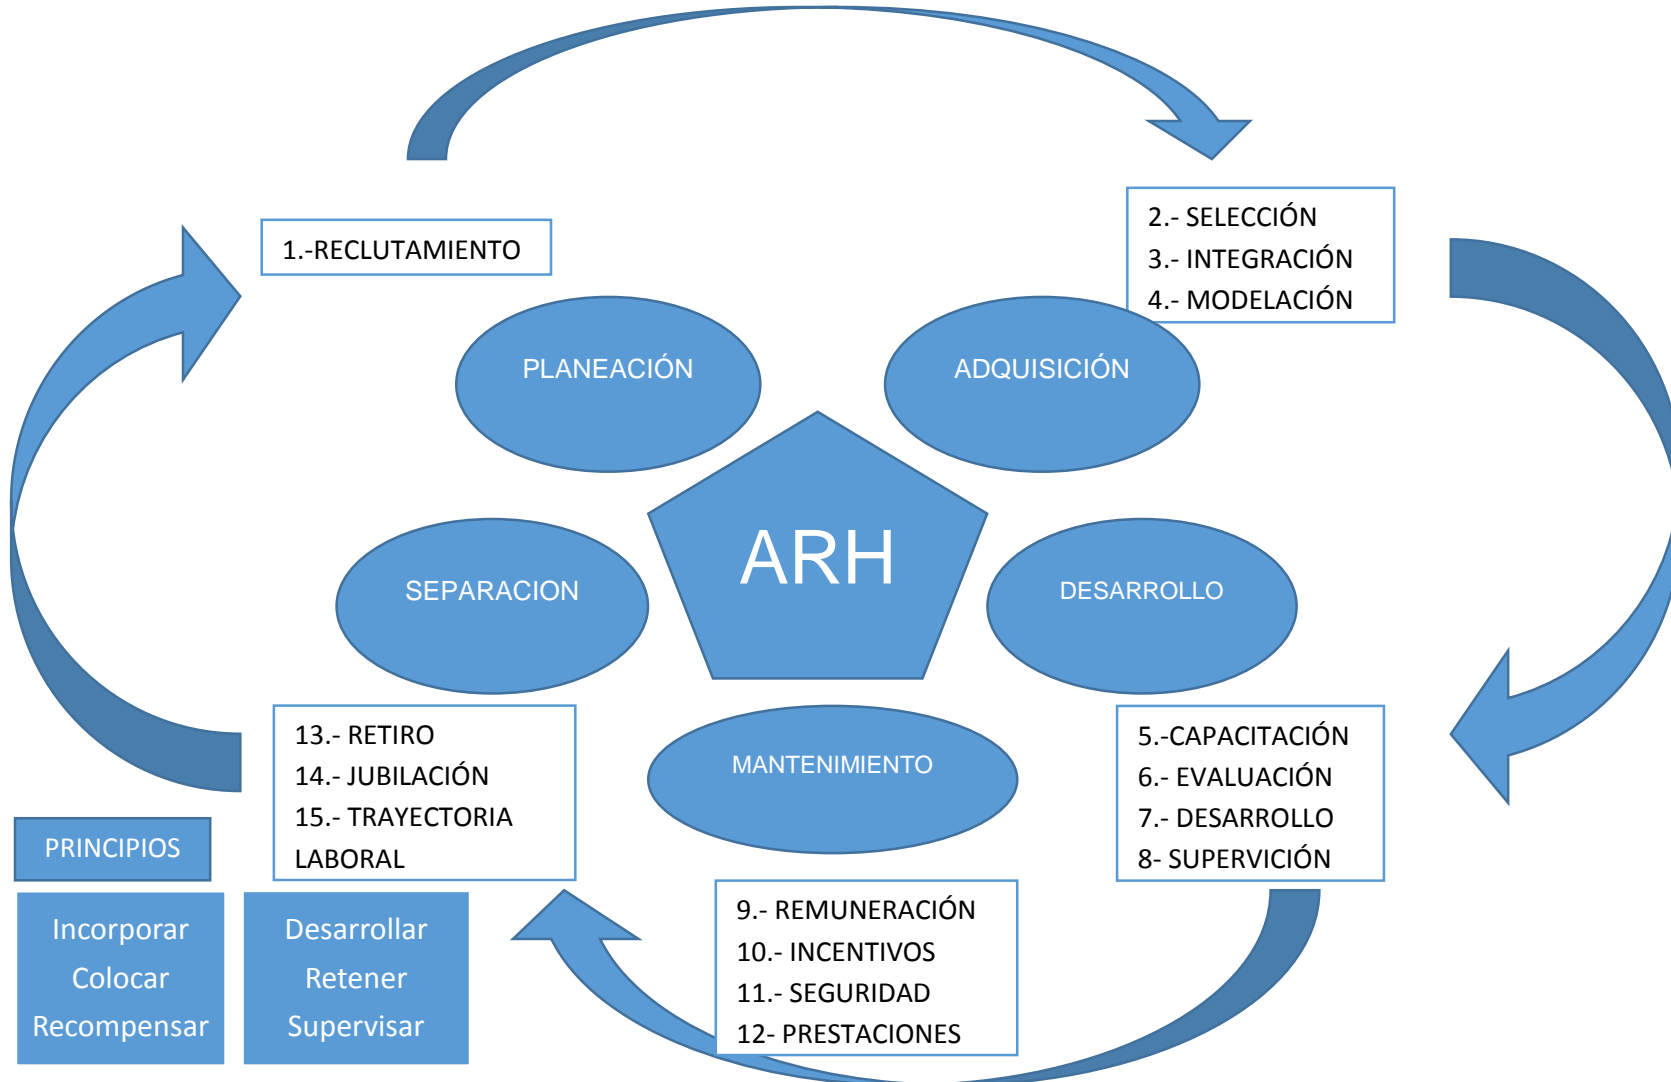 1.-RECLUTAMIENTO
2.- SELECCIÓN
3.- INTEGRACIÓN
4.- MODELACIÓN
PLANEACIÓN
ADQUISICIÓN
ARH
SEPARACION
DESARROLLO
MANTENIMIENTO
13.- RETIRO
14.- JUBILACIÓN
15.- TRAYECTORIA
LABORAL
5.-CAPACITACIÓN
6.- EVALUACIÓN
7.- DESARROLLO
8- SUPERVICIÓN
9.- REMUNERACIÓN
10.- INCENTIVOS
11.- SEGURIDAD
12- PRESTACIONES
PRINCIPIOS
Incorporar
Colocar
Recompensar
Desarrollar
Retener
Supervisar